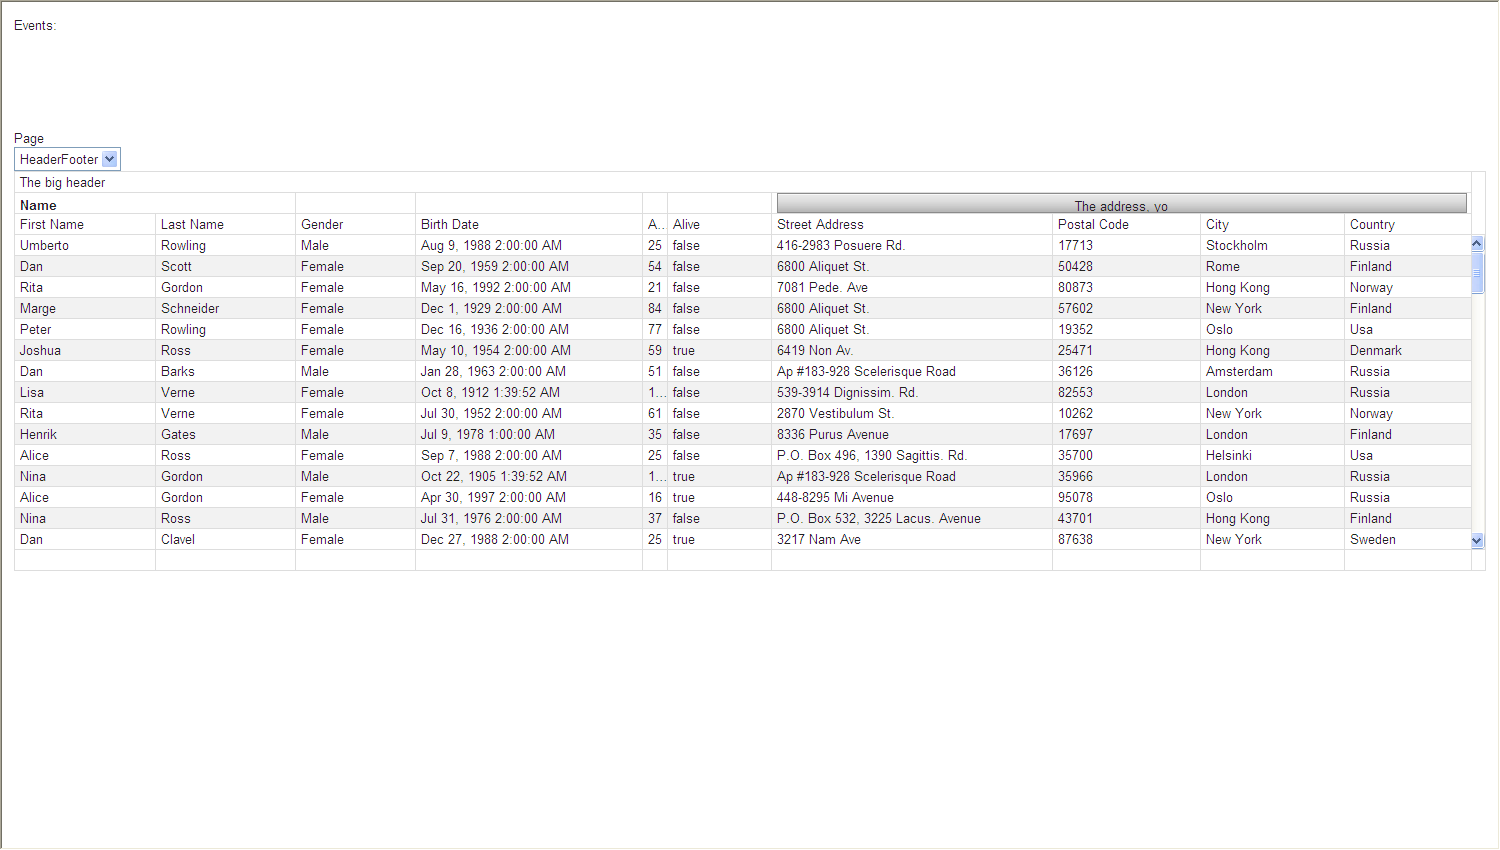 Events:
Page
HeaderFooter
The big header
Name The address, yo
First Name Last Name Gender Birth Date A... Alive Street Address Postal Code City Country
Umberto Rowling Male Aug 9, 1988 2:00:00 AM 25 false 416-2983 Posuere Rd. 17713 Stockholm Russia
Dan Scott Female Sep 20, 1959 2:00:00 AM 54 false 6800 Aliquet St. 50428 Rome Finland
Rita Gordon Female May 16, 1992 2:00:00 AM 21 false 7081 Pede. Ave 80873 Hong Kong Norway
Marge Schneider Female Dec 1, 1929 2:00:00 AM 84 false 6800 Aliquet St. 57602 New York Finland
Peter Rowling Female Dec 16, 1936 2:00:00 AM 77 false 6800 Aliquet St. 19352 Oslo Usa
Joshua Ross Female May 10, 1954 2:00:00 AM 59 true 6419 Non Av. 25471 Hong Kong Denmark
Dan Barks Male Jan 28, 1963 2:00:00 AM 51 false Ap #183-928 Scelerisque Road 36126 Amsterdam Russia
Lisa Verne Female Oct 8, 1912 1:39:52 AM 1... false 539-3914 Dignissim. Rd. 82553 London Russia
Rita Verne Female Jul 30, 1952 2:00:00 AM 61 false 2870 Vestibulum St. 10262 New York Norway
Henrik Gates Male Jul 9, 1978 1:00:00 AM 35 false 8336 Purus Avenue 17697 London Finland
Alice Ross Female Sep 7, 1988 2:00:00 AM 25 false P.O. Box 496, 1390 Sagittis. Rd. 35700 Helsinki Usa
Nina Gordon Male Oct 22, 1905 1:39:52 AM 1... true Ap #183-928 Scelerisque Road 35966 London Russia
Alice Gordon Female Apr 30, 1997 2:00:00 AM 16 true 448-8295 Mi Avenue 95078 Oslo Russia
Nina Ross Male Jul 31, 1976 2:00:00 AM 37 false P.O. Box 532, 3225 Lacus. Avenue 43701 Hong Kong Finland
Dan Clavel Female Dec 27, 1988 2:00:00 AM 25 true 3217 Nam Ave 87638 New York Sweden